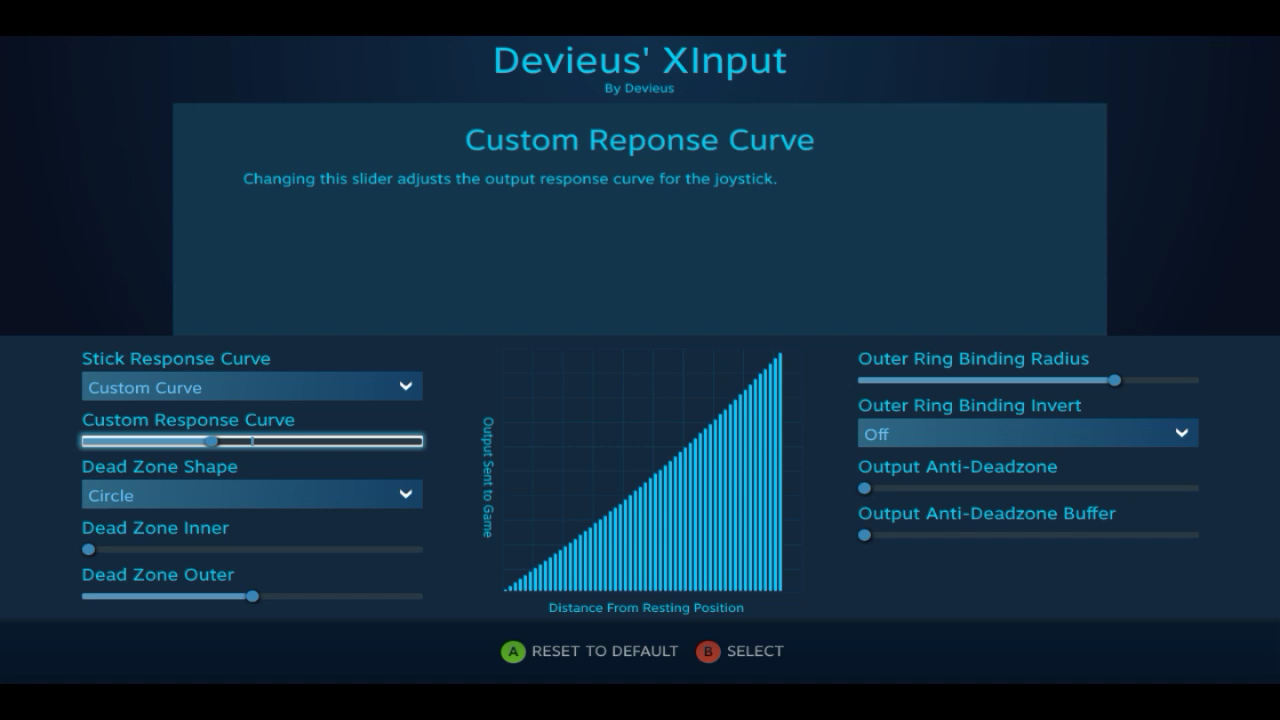 Devieus' XInput
By Devieus
Custom Reponse Curve
Changing this slider adjusts the output response curve for the joystick.
Stick Response Curve
Custom Curve
Custom Response Curve
Dead Zone Shape
Circle
Dead Zone Inner
Dead Zone Outer
Output Sent to Game
Distance From Resting Position
Outer Ring Binding Radius
Outer Ring Binding Invert
Off
Output Anti-Deadzone
Output Anti-Deadzone Buffer
A RESET TO DEFAULT B SELECT